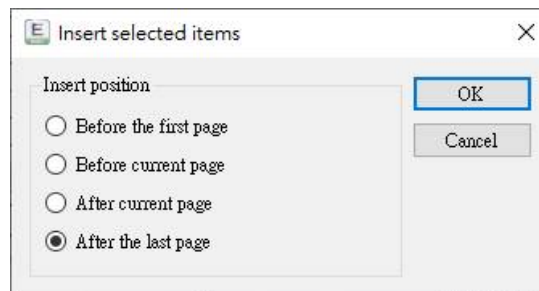 Insert selected items
Insert position
Before the first page
Before current page
After current page
After the last page
OK
Cancel